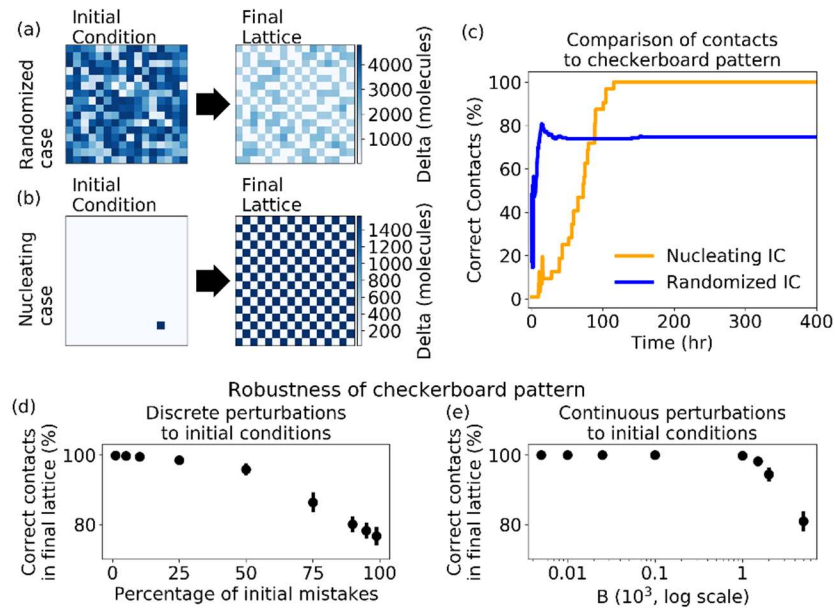 (a)
Initial
Condition
Final
Lattice
Randomized
case
4000
3000
2000
1000
Delta (molecules)
(b)
Initial
Condition
Final
Lattice
Nucleating
case
1400
1200
1000
800
600
400
200
Delta (molecules)
(c)
Comparison of contacts
to checkerboard pattern
Correct Contacts (%)
100
80
60
40
20
0
Nucleating IC
Randomized IC
0
100
200
300
400
Time (hr)
Robustness of checkerboard pattern
(d)
Discrete perturbations
to initial conditions
Correct contacts
in final lattice (%)
100
80
0
25
50
75
100
Percentage of initial mistakes
(e)
Continuous perturbations
to initial conditions
Correct contacts
in final lattice (%)
100
80
0.01
0.1
1
B (10³, log scale)